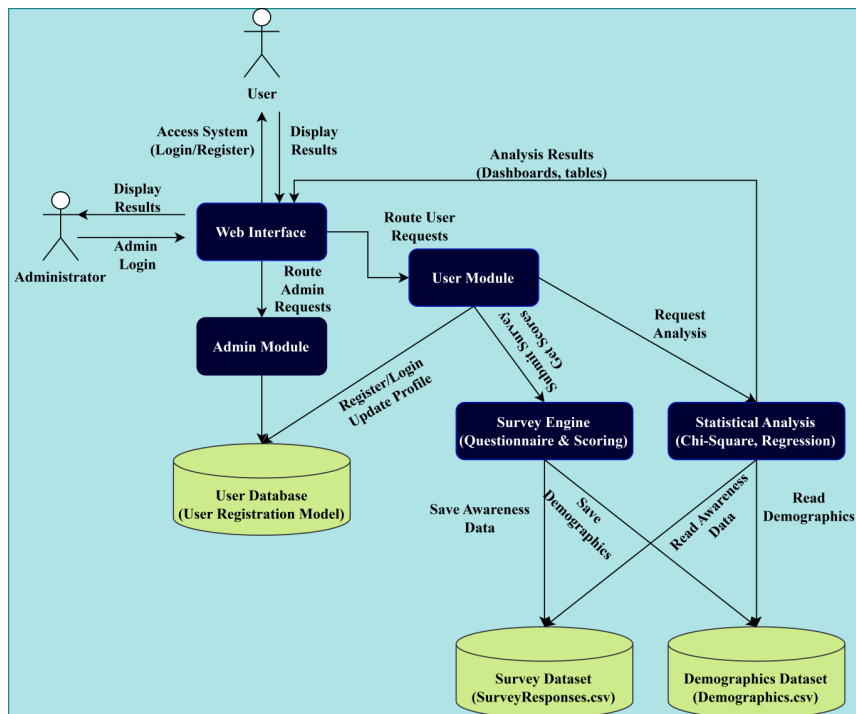 User
Access System
(Login/Register)
Display
Results
Analysis Results
(Dashboards, tables)
Display
Results
Administrator
Admin
Login
Web Interface
Route User
Requests
Route
Admin
Requests
User Module
Admin Module
Submit Survey
Get Scores
Request
Analysis
Register/Login
Update Profile
Survey Engine
(Questionnaire & Scoring)
Statistical Analysis
(Chi-Square, Regression)
User Database
(User Registration Model)
Save Awareness
Data
Save
Demographics
Read Awareness
Data
Read
Demographics
Survey Dataset
(SurveyResponses.csv)
Demographics Dataset
(Demographics.csv)